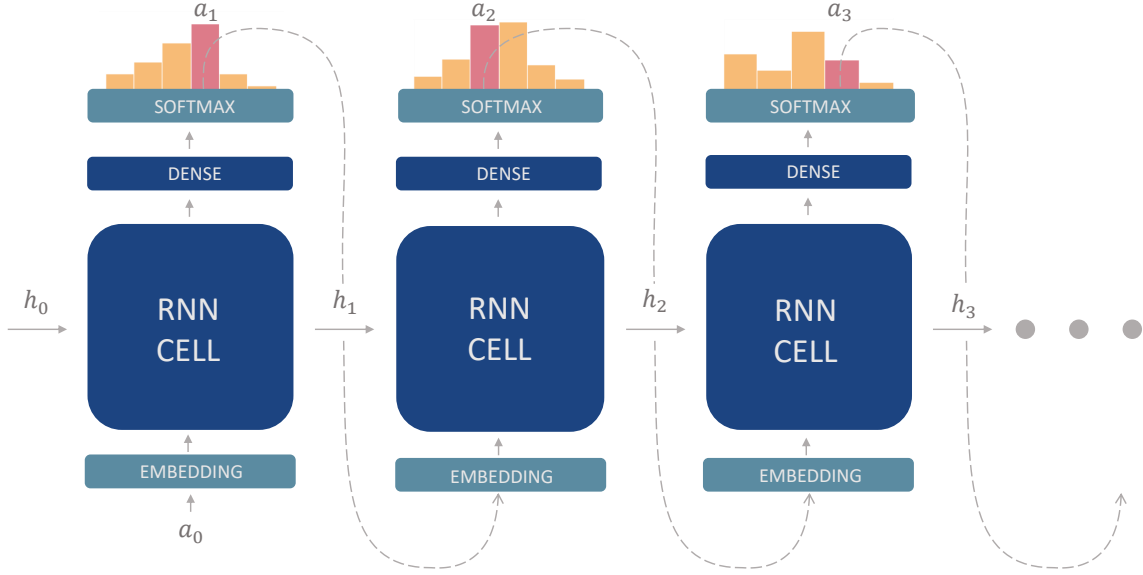 a₁
a₂
a₃
SOFTMAX
SOFTMAX
SOFTMAX
DENSE
DENSE
DENSE
h₀
RNN
CELL
h₁
RNN
CELL
h₂
RNN
CELL
h₃
EMBEDDING
EMBEDDING
EMBEDDING
a₀